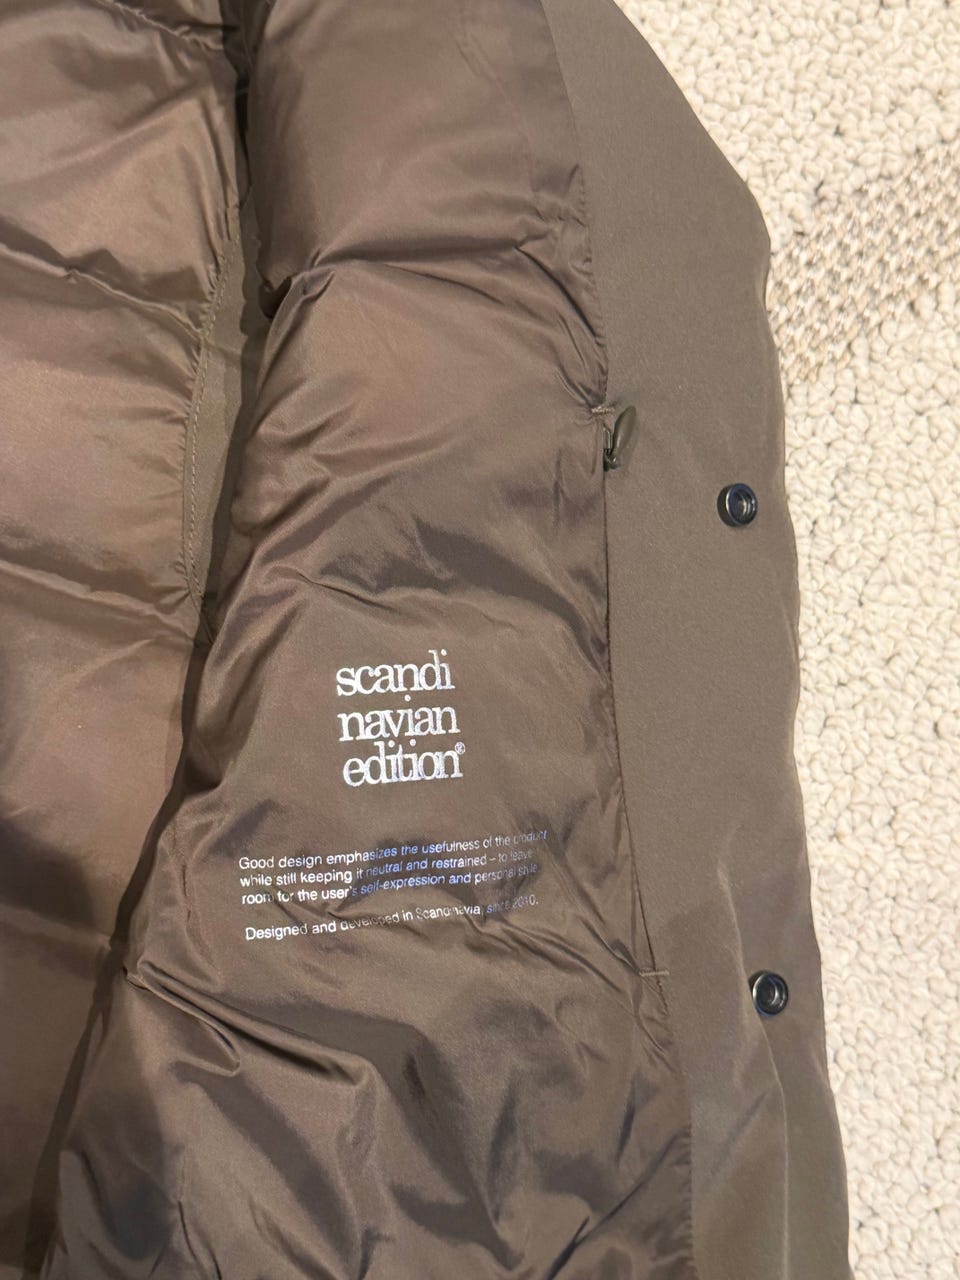 scandi
navian
edition®
Good design emphasizes the usefulness of the product
while still keeping it neutral and restrained – to leave
room for the user's self-expression and personal style.
Designed and developed in Scandinavia, since 2010.